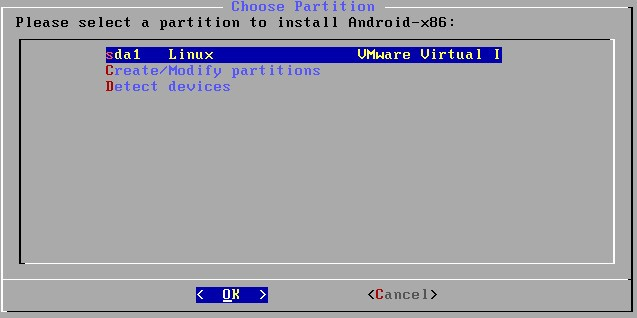 Choose Partition
Please select a partition to install Android-x86:
sda1 Linux VMware Virtual I
Create/Modify partitions
Detect devices
< OK > <Cancel>